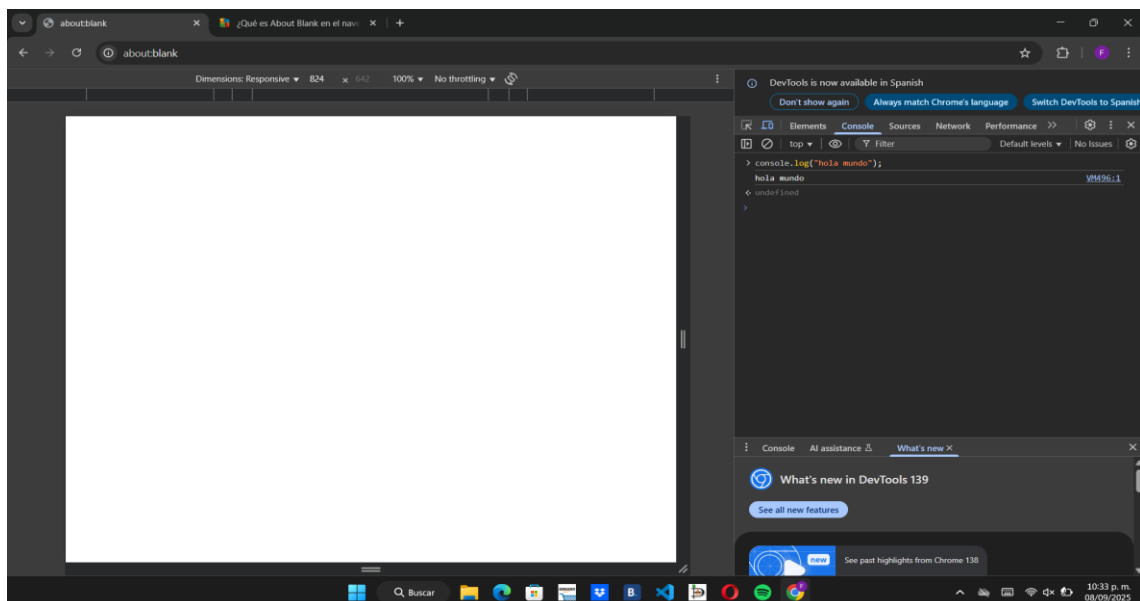 about:blank
¿Qué es About Blank en el nave
about:blank
F
Dimensions: Responsive 824 x 642 100% No throttling
DevTools is now available in Spanish
Don't show again Always match Chrome's language Switch DevTools to Spanish
Elements Console Sources Network Performance
top Filter Default levels No Issues
> console.log("hola mundo");
hola mundo VM496:1
undefined
>
Console AI assistance What's new
What's new in DevTools 139
See all new features
new See past highlights from Chrome 138
Buscar
B.
10:33 p. m.
08/09/2025